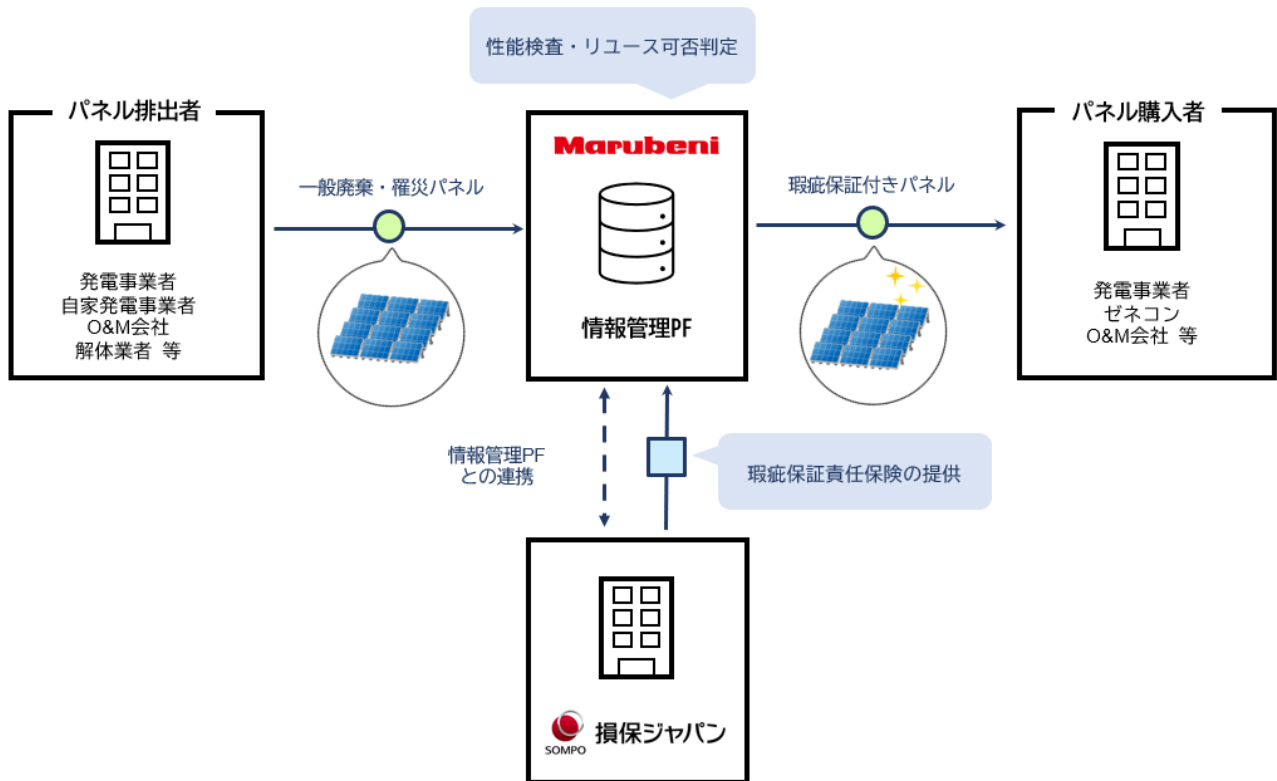 性能検査・リユース可否判定
パネル排出者
発電事業者
自家発電事業者
O&M会社
解体業者 等
一般廃棄・罹災パネル
Marubeni
情報管理PF
瑕疵保証付きパネル
パネル購入者
発電事業者
ゼネコン
O&M会社 等
情報管理PF
との連携
瑕疵保証責任保険の提供
SOMPO
損保ジャパン